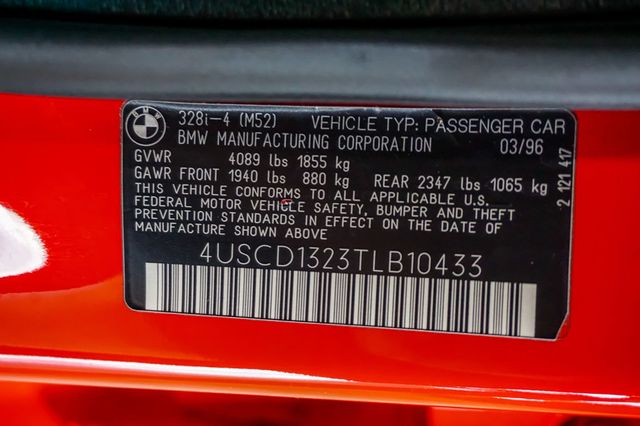 BMW
328i-4 (M52) VEHICLE TYP: PASSENGER CAR
BMW MANUFACTURING CORPORATION 03/96
GVWR 4089 lbs 1855 kg
GAWR FRONT 1940 lbs 880 kg REAR 2347 lbs 1065 kg
THIS VEHICLE CONFORMS TO ALL APPLICABLE U.S.
FEDERAL MOTOR VEHICLE SAFETY, BUMPER AND THEFT
PREVENTION STANDARDS IN EFFECT ON THE DATE OF
MANUFACTURE SHOWN ABOVE
4USCD1323TLB10433
2 121 417